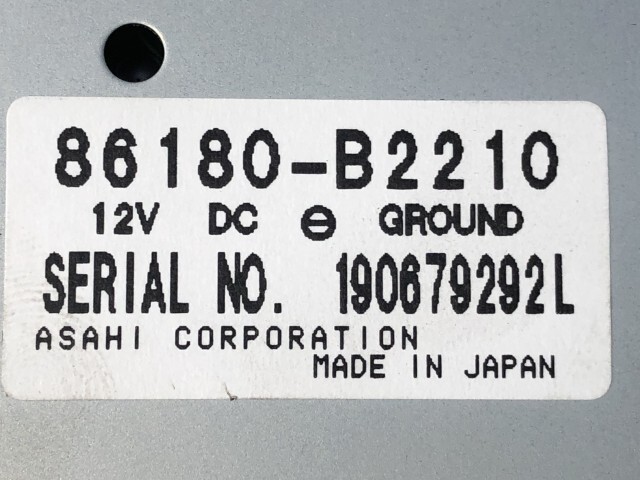 86180-B2210
12V DC ⊖ GROUND
SERIAL NO. 190679292L
ASAHI CORPORATION
MADE IN JAPAN